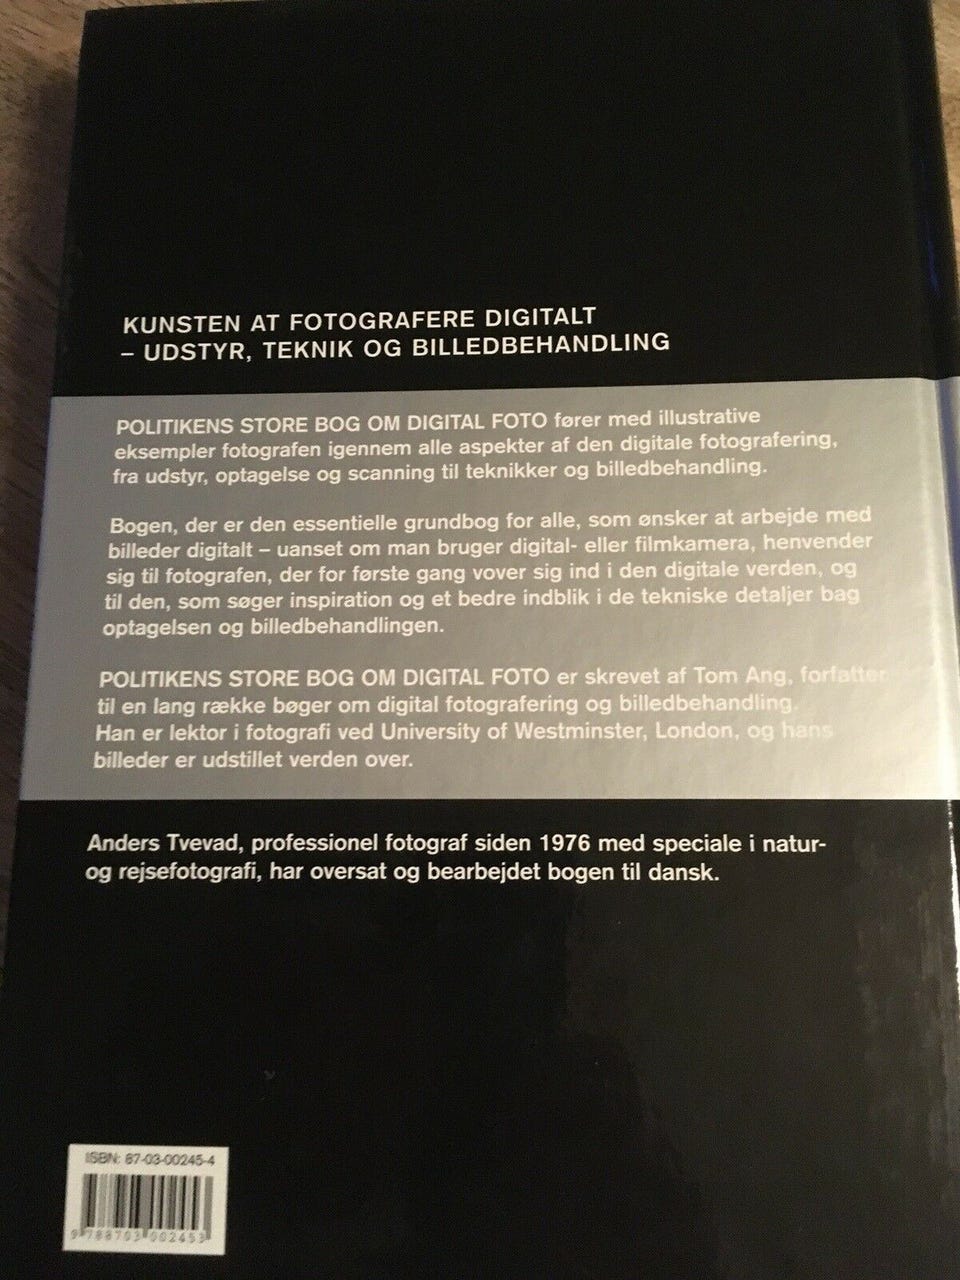 KUNSTEN AT FOTOGRAFERE DIGITALT
– UDSTYR, TEKNIK OG BILLEDBEHANDLING
POLITIKENS STORE BOG OM DIGITAL FOTO fører med illustrative
eksempler fotografen igennem alle aspekter af den digitale fotografering,
fra udstyr, optagelse og scanning til teknikker og billedbehandling.
Bogen, der er den essentielle grundbog for alle, som ønsker at arbejde med
billeder digitalt – uanset om man bruger digital- eller filmkamera, henvender
sig til fotografen, der for første gang vover sig ind i den digitale verden, og
til den, som søger inspiration og et bedre indblik i de tekniske detaljer bag
optagelsen og billedbehandlingen.
POLITIKENS STORE BOG OM DIGITAL FOTO er skrevet af Tom Ang, forfatter
til en lang række bøger om digital fotografering og billedbehandling.
Han er lektor i fotografi ved University of Westminster, London, og hans
billeder er udstillet verden over.
Anders Tvevad, professionel fotograf siden 1976 med speciale i natur-
og rejsefotografi, har oversat og bearbejdet bogen til dansk.
ISBN: 87-03-00245-4
9 788703 002453